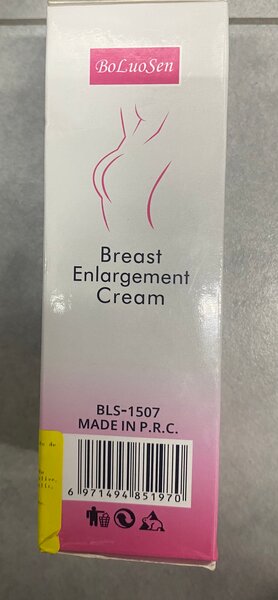 BoLuoSen
Breast
Enlargement
Cream
BLS-1507
MADE IN P.R.C.
6 971494 851970